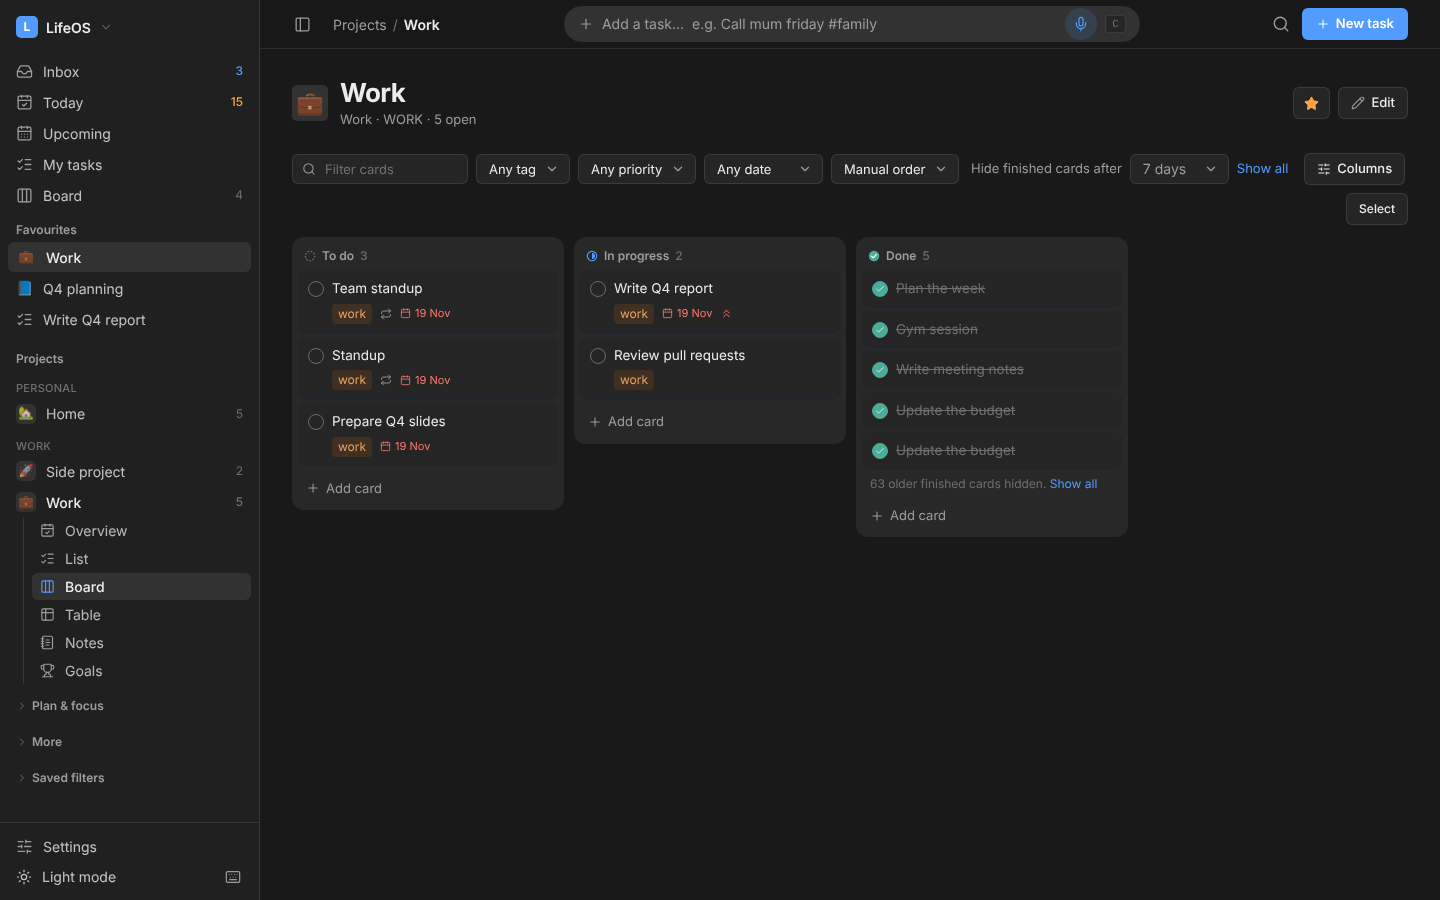 L LifeOS
Inbox 3
Today 15
Upcoming
My tasks
Board 4
Favourites
Work
Q4 planning
Write Q4 report
Projects
PERSONAL
Home 5
WORK
Side project 2
Work 5
Overview
List
Board
Table
Notes
Goals
Plan & focus
More
Saved filters
Settings
Light mode
Projects / Work
Add a task... e.g. Call mum friday #family
C
New task
Work
Work · WORK · 5 open
Edit
Filter cards
Any tag
Any priority
Any date
Manual order
Hide finished cards after
7 days
Show all
Columns
Select
To do 3
Team standup
work 19 Nov
Standup
work 19 Nov
Prepare Q4 slides
work 19 Nov
Add card
In progress 2
Write Q4 report
work 19 Nov
Review pull requests
work
Add card
Done 5
Plan the week
Gym session
Write meeting notes
Update the budget
Update the budget
63 older finished cards hidden. Show all
Add card